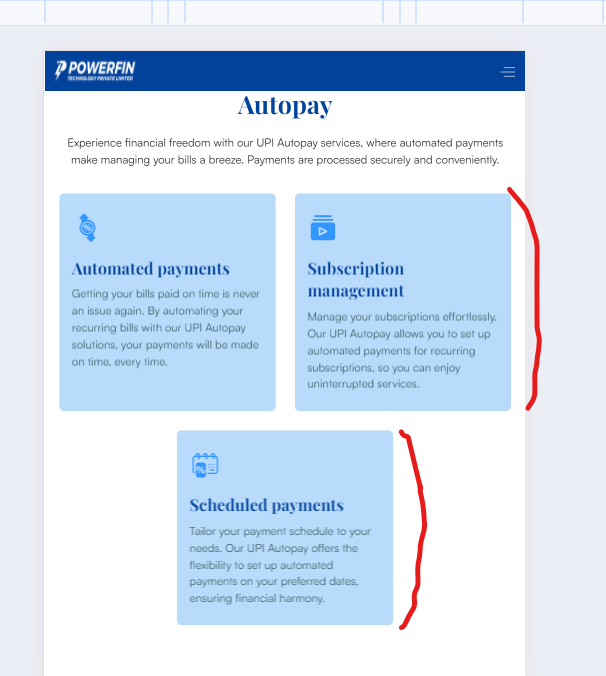 POWERFIN
TECHNOLOGY PRIVATE LIMITED
Autopay
Experience financial freedom with our UPI Autopay services, where automated payments
make managing your bills a breeze. Payments are processed securely and conveniently.
Automated payments
Getting your bills paid on time is never
an issue again. By automating your
recurring bills with our UPI Autopay
solutions, your payments will be made
on time, every time.
Subscription
management
Manage your subscriptions effortlessly.
Our UPI Autopay allows you to set up
automated payments for recurring
subscriptions, so you can enjoy
uninterrupted services.
Scheduled payments
Tailor your payment schedule to your
needs. Our UPI Autopay offers the
flexibility to set up automated
payments on your preferred dates,
ensuring financial harmony.